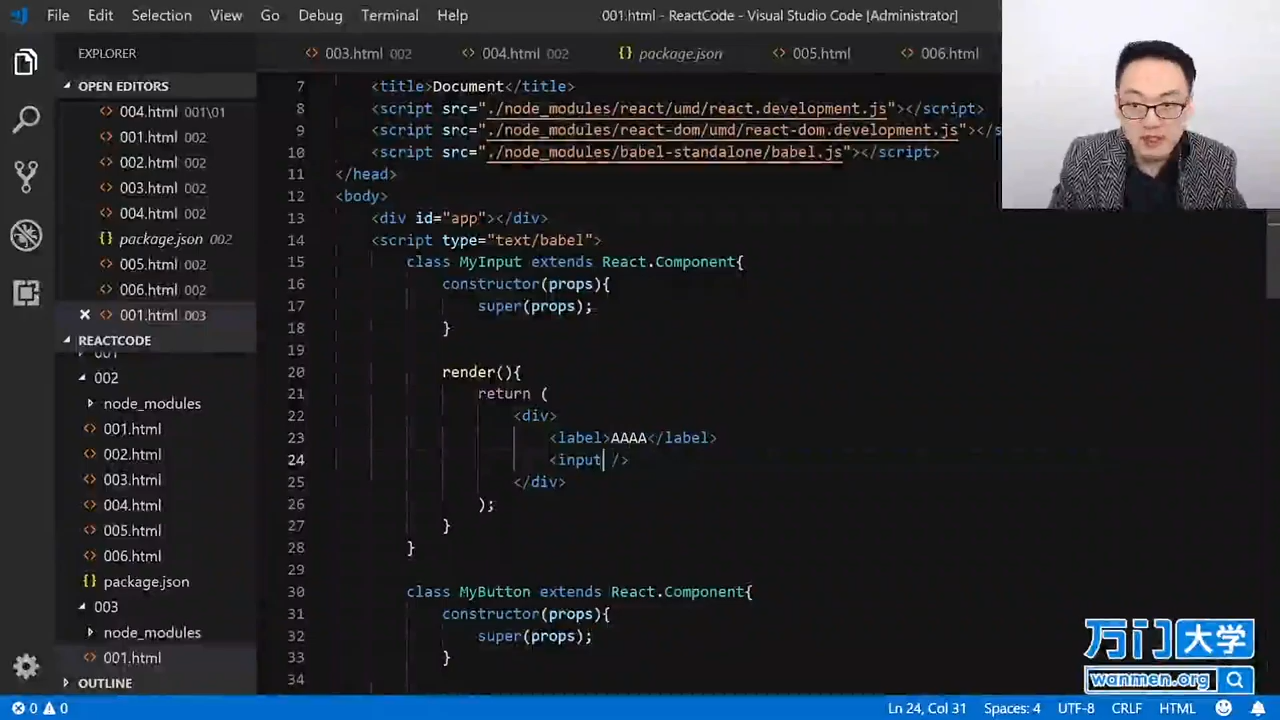 File Edit Selection View Go Debug Terminal Help 001.html - ReactCode - Visual Studio Code [Administrator]
EXPLORER
OPEN EDITORS
004.html 001\01
001.html 002
002.html 002
003.html 002
004.html 002
package.json 002
005.html 002
006.html 002
001.html 003
REACTCODE
001
002
node_modules
001.html
002.html
003.html
004.html
005.html
006.html
package.json
003
node_modules
001.html
OUTLINE
003.html 002 004.html 002 package.json 005.html 006.html
7 <title>Document</title>
8 <script src="./node_modules/react/umd/react.development.js"></script>
9 <script src="./node_modules/react-dom/umd/react-dom.development.js"></s
10 <script src="./node_modules/babel-standalone/babel.js"></script>
11 </head>
12 <body>
13 <div id="app"></div>
14 <script type="text/babel">
15 class MyInput extends React.Component{
16 constructor(props){
17 super(props);
18 }
19
20 render(){
21 return (
22 <div>
23 <label>AAAA</label>
24 <input />
25 </div>
26 );
27 }
28 }
29
30 class MyButton extends React.Component{
31 constructor(props){
32 super(props);
33 }
34
万门大学
wanmen.org
0 0 Ln 24, Col 31 Spaces: 4 UTF-8 CRLF HTML